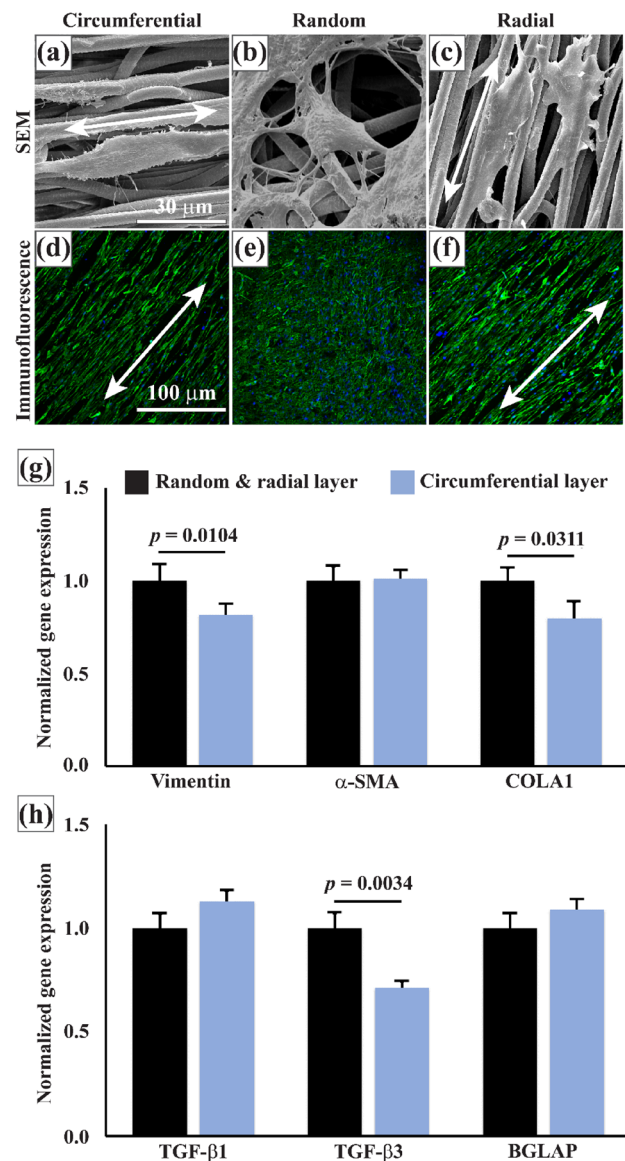 Circumferential Random Radial
SEM
(a) (b) (c)
30 μm
Immunofluorescence
(d) (e) (f)
100 μm
(g)
Random & radial layer Circumferential layer
Normalized gene expression
1.5
1.0
0.5
0.0
p = 0.0104
p = 0.0311
Vimentin α-SMA COLA1
(h)
Normalized gene expression
1.5
1.0
0.5
0.0
p = 0.0034
TGF-β1 TGF-β3 BGLAP